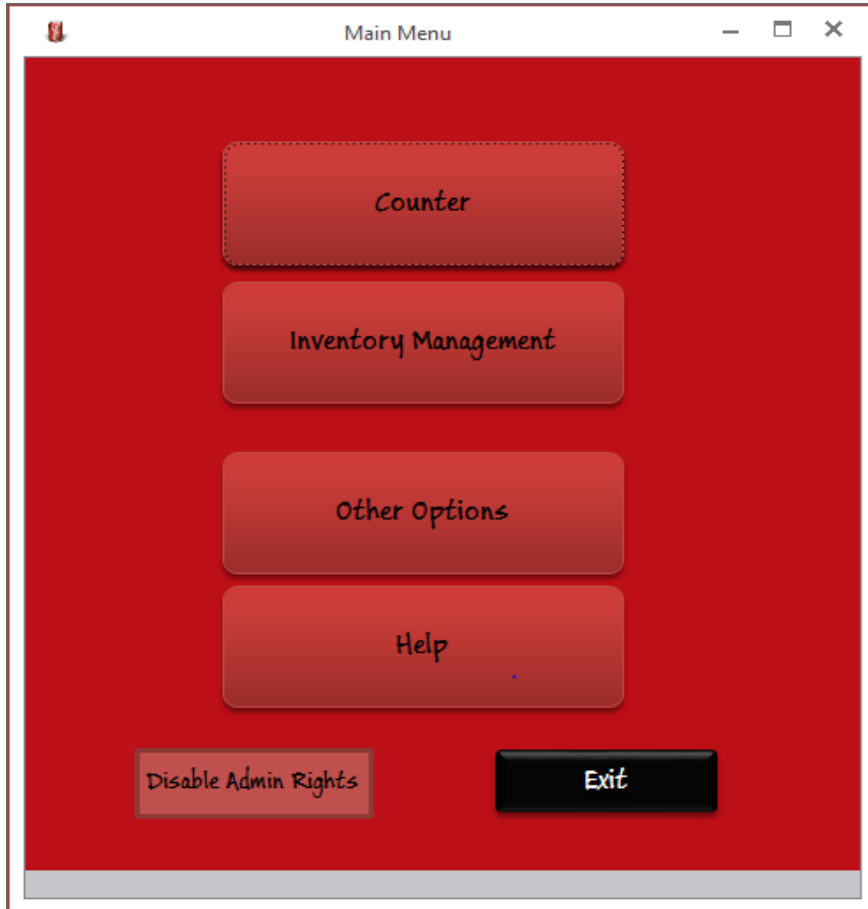 Main Menu
Counter
Inventory Management
Other Options
Help
Disable Admin Rights
Exit